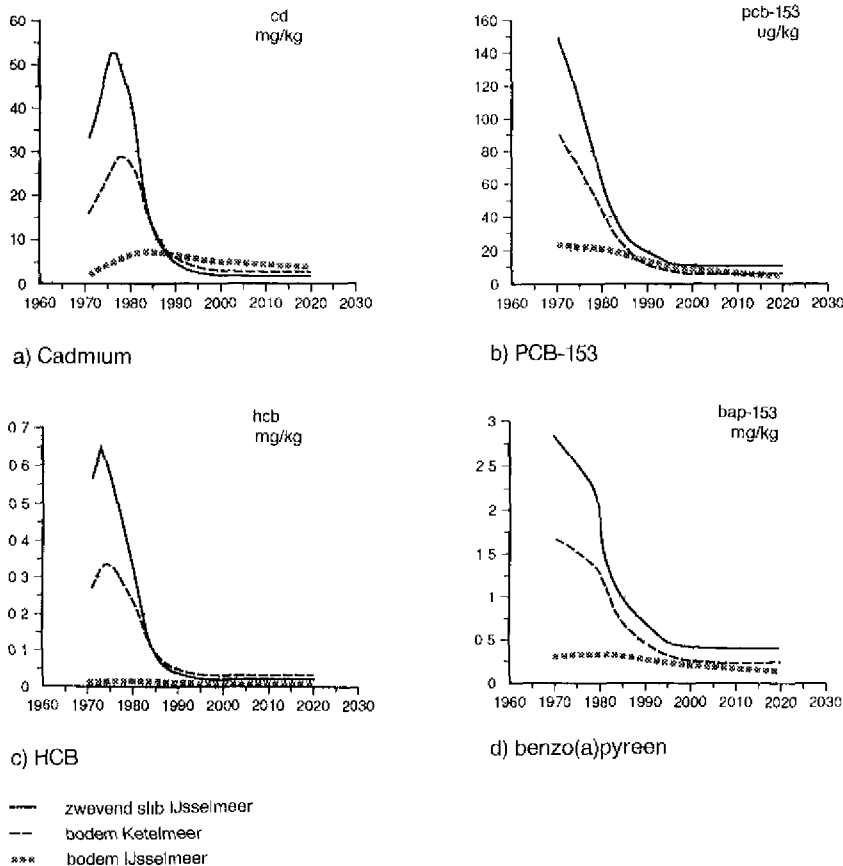 cd
mg/kg
60
50
40
30
20
10
0
1960 1970 1980 1990 2000 2010 2020 2030
a) Cadmium
pcb-153
ug/kg
160
140
120
100
80
60
40
20
0
1960 1970 1980 1990 2000 2010 2020 2030
b) PCB-153
hcb
mg/kg
0 7
0 6
0 5
0 4
0 3
0 2
0 1
0
1960 1970 1980 1990 2000 2010 2020 2030
c) HCB
bap-153
mg/kg
3
2 5
2
1 5
1
0 5
0
1960 1970 1980 1990 2000 2010 2020 2030
d) benzo(a)pyreen
zwevend slib IJsselmeer
bodem Ketelmeer
bodem IJsselmeer